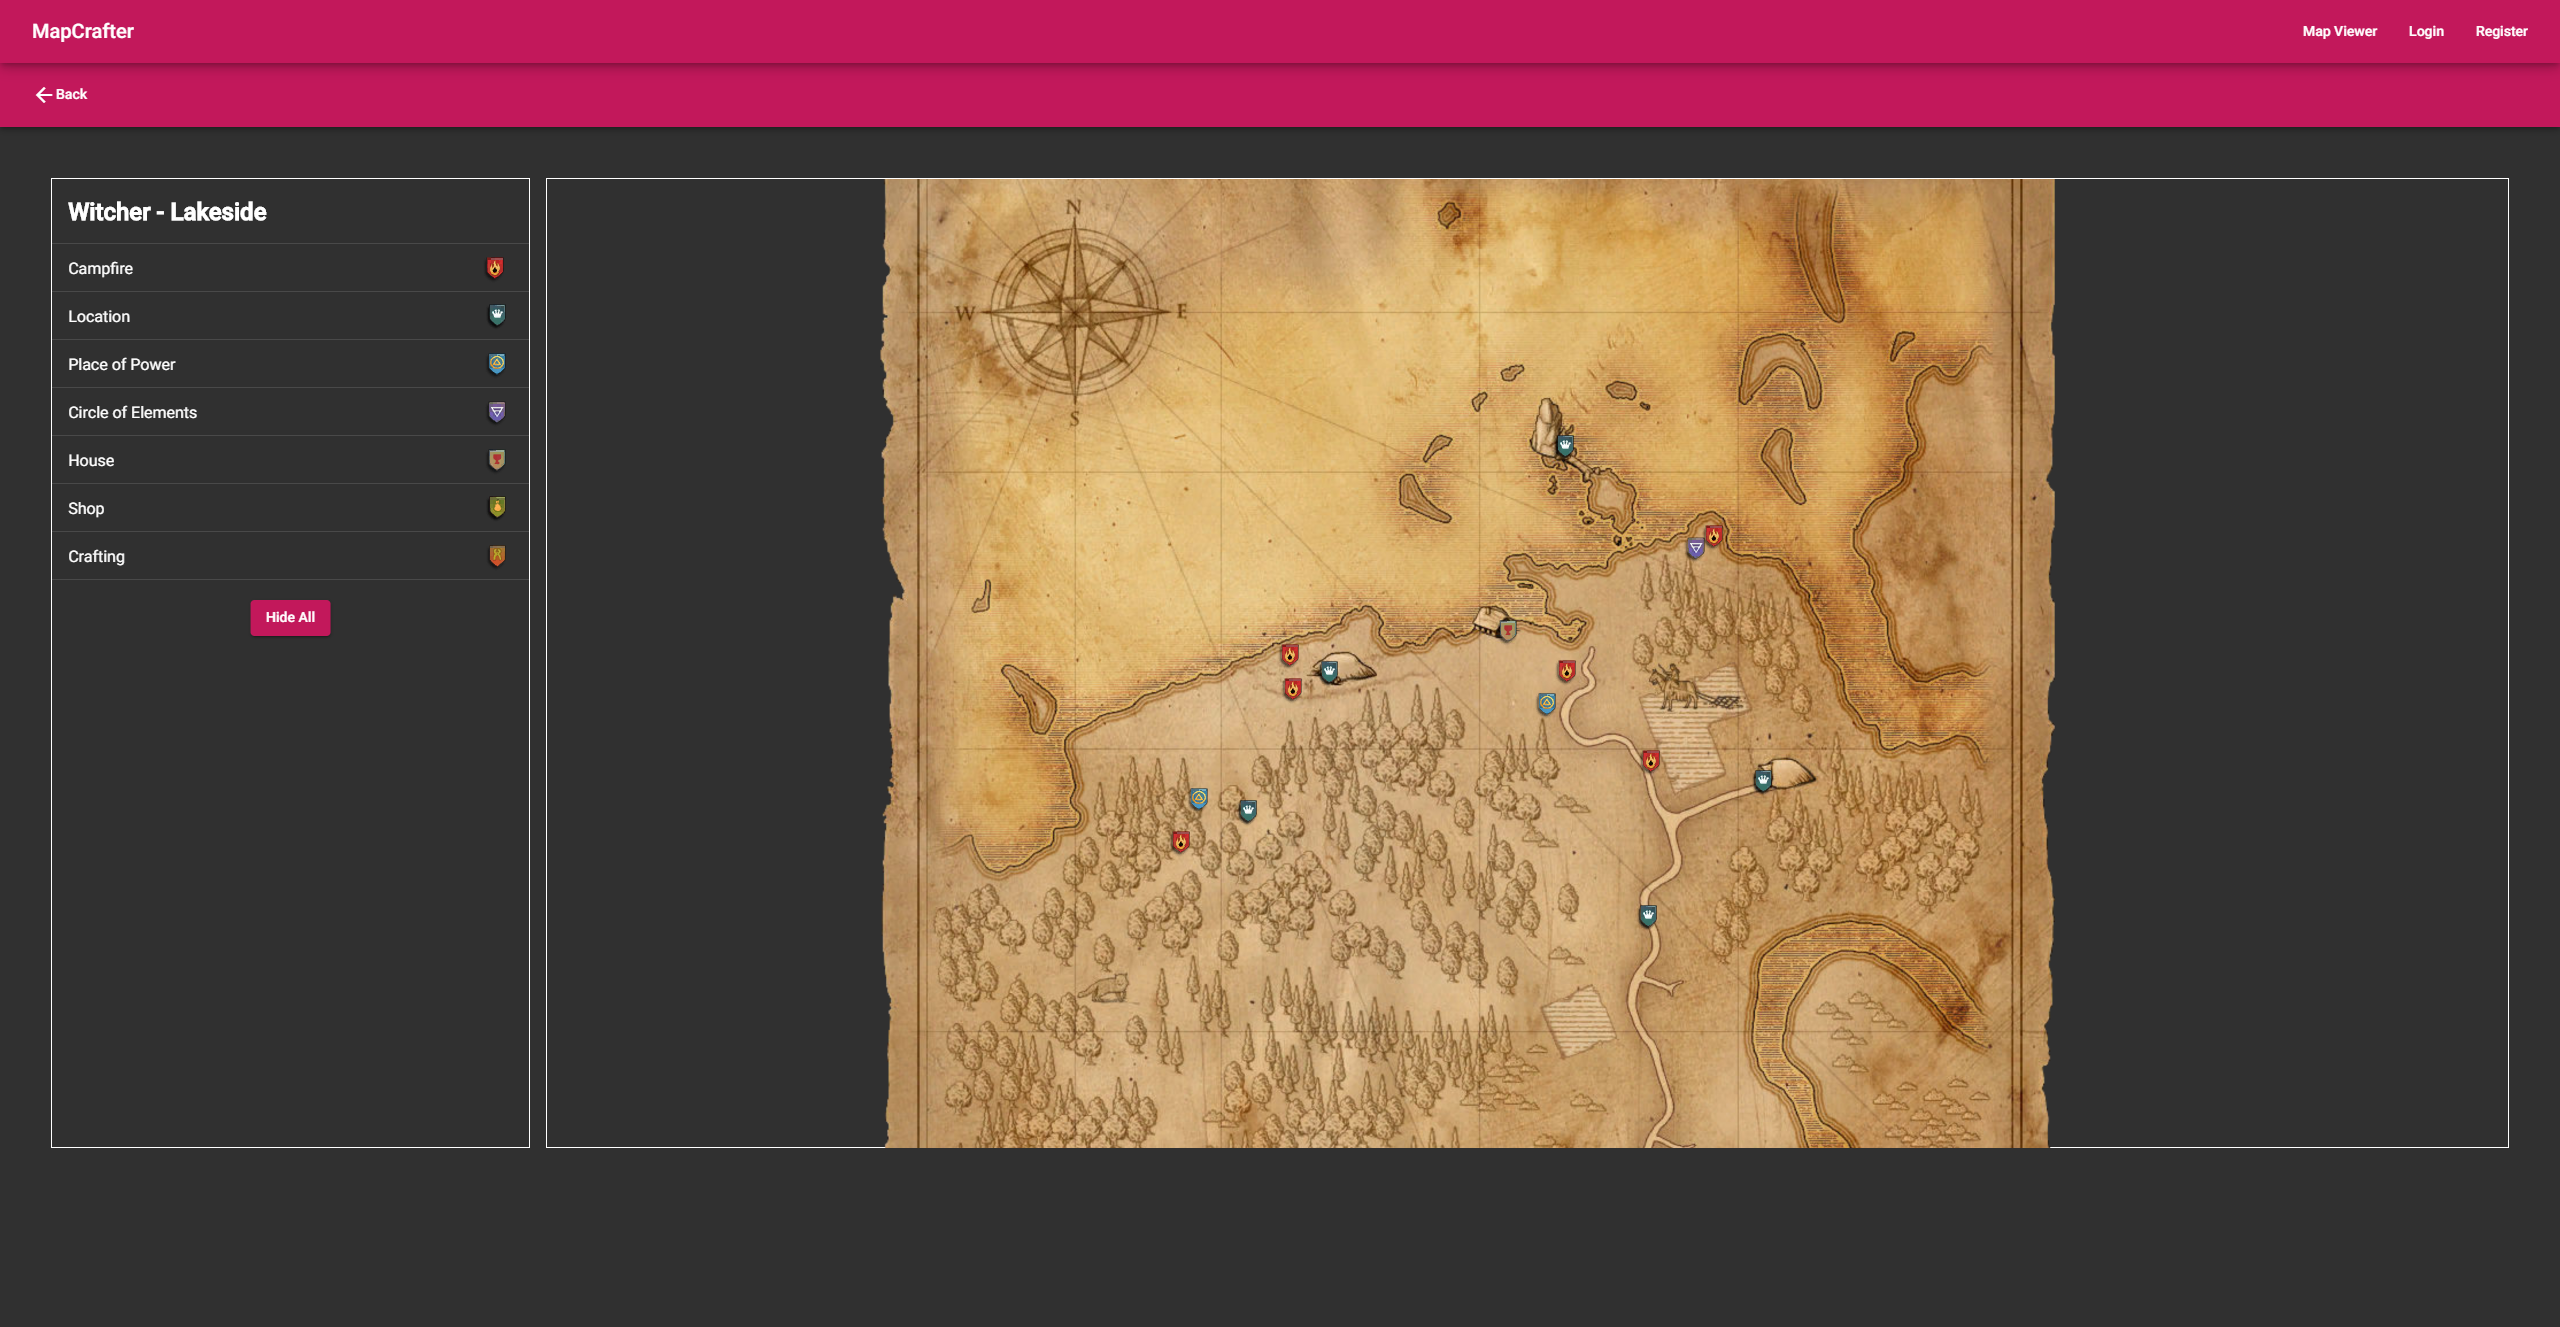 MapCrafter
Map Viewer
Login
Register
Back
Witcher - Lakeside
Campfire
Location
Place of Power
Circle of Elements
House
Shop
Crafting
Hide All
N
W
E
S